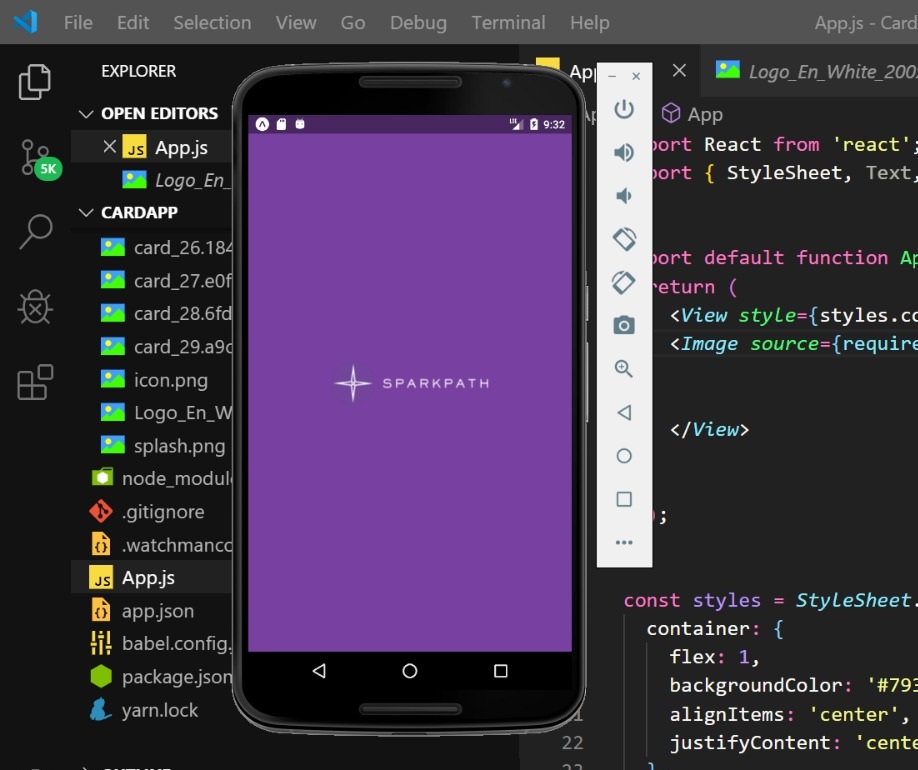 File Edit Selection View Go Debug Terminal Help
App.js - Card
EXPLORER
OPEN EDITORS
JS App.js
Logo_En_
5K
CARDAPP
card_26.184
card_27.e0f
card_28.6fd
card_29.a9c
icon.png
Logo_En_W
splash.png
node_module
.gitignore
.watchmanco
JS App.js
app.json
babel.config.
package.json
yarn.lock
LTE 9:32
SPARKPATH
Logo_En_White_200
App
port React from 'react';
port { StyleSheet, Text,
port default function Ap
return (
<View style={styles.co
<Image source={require
</View>
);
const styles = StyleSheet.
container: {
flex: 1,
backgroundColor: '#793
alignItems: 'center',
22 justifyContent: 'cente